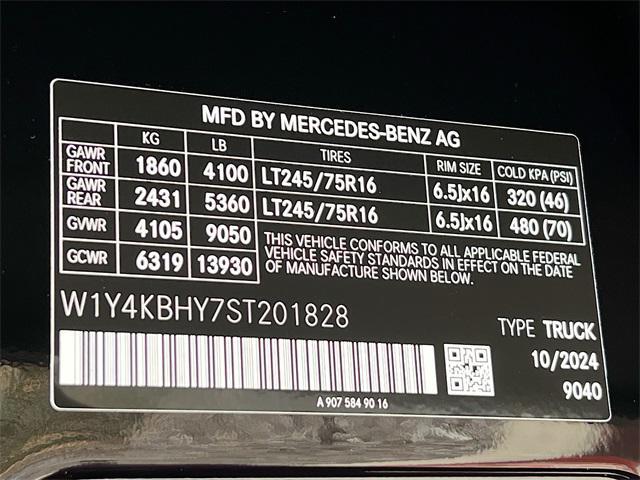 MFD BY MERCEDES-BENZ AG
KG LB TIRES RIM SIZE COLD KPA (PSI)
GAWR FRONT 1860 4100 LT245/75R16 6.5Jx16 320 (46)
GAWR REAR 2431 5360 LT245/75R16 6.5Jx16 480 (70)
GVWR 4105 9050
GCWR 6319 13930
THIS VEHICLE CONFORMS TO ALL APPLICABLE FEDERAL
VEHICLE SAFETY STANDARDS IN EFFECT ON THE DATE
OF MANUFACTURE SHOWN BELOW.
W1Y4KBHY7ST201828
TYPE TRUCK
10/2024
9040
A 907 584 90 16